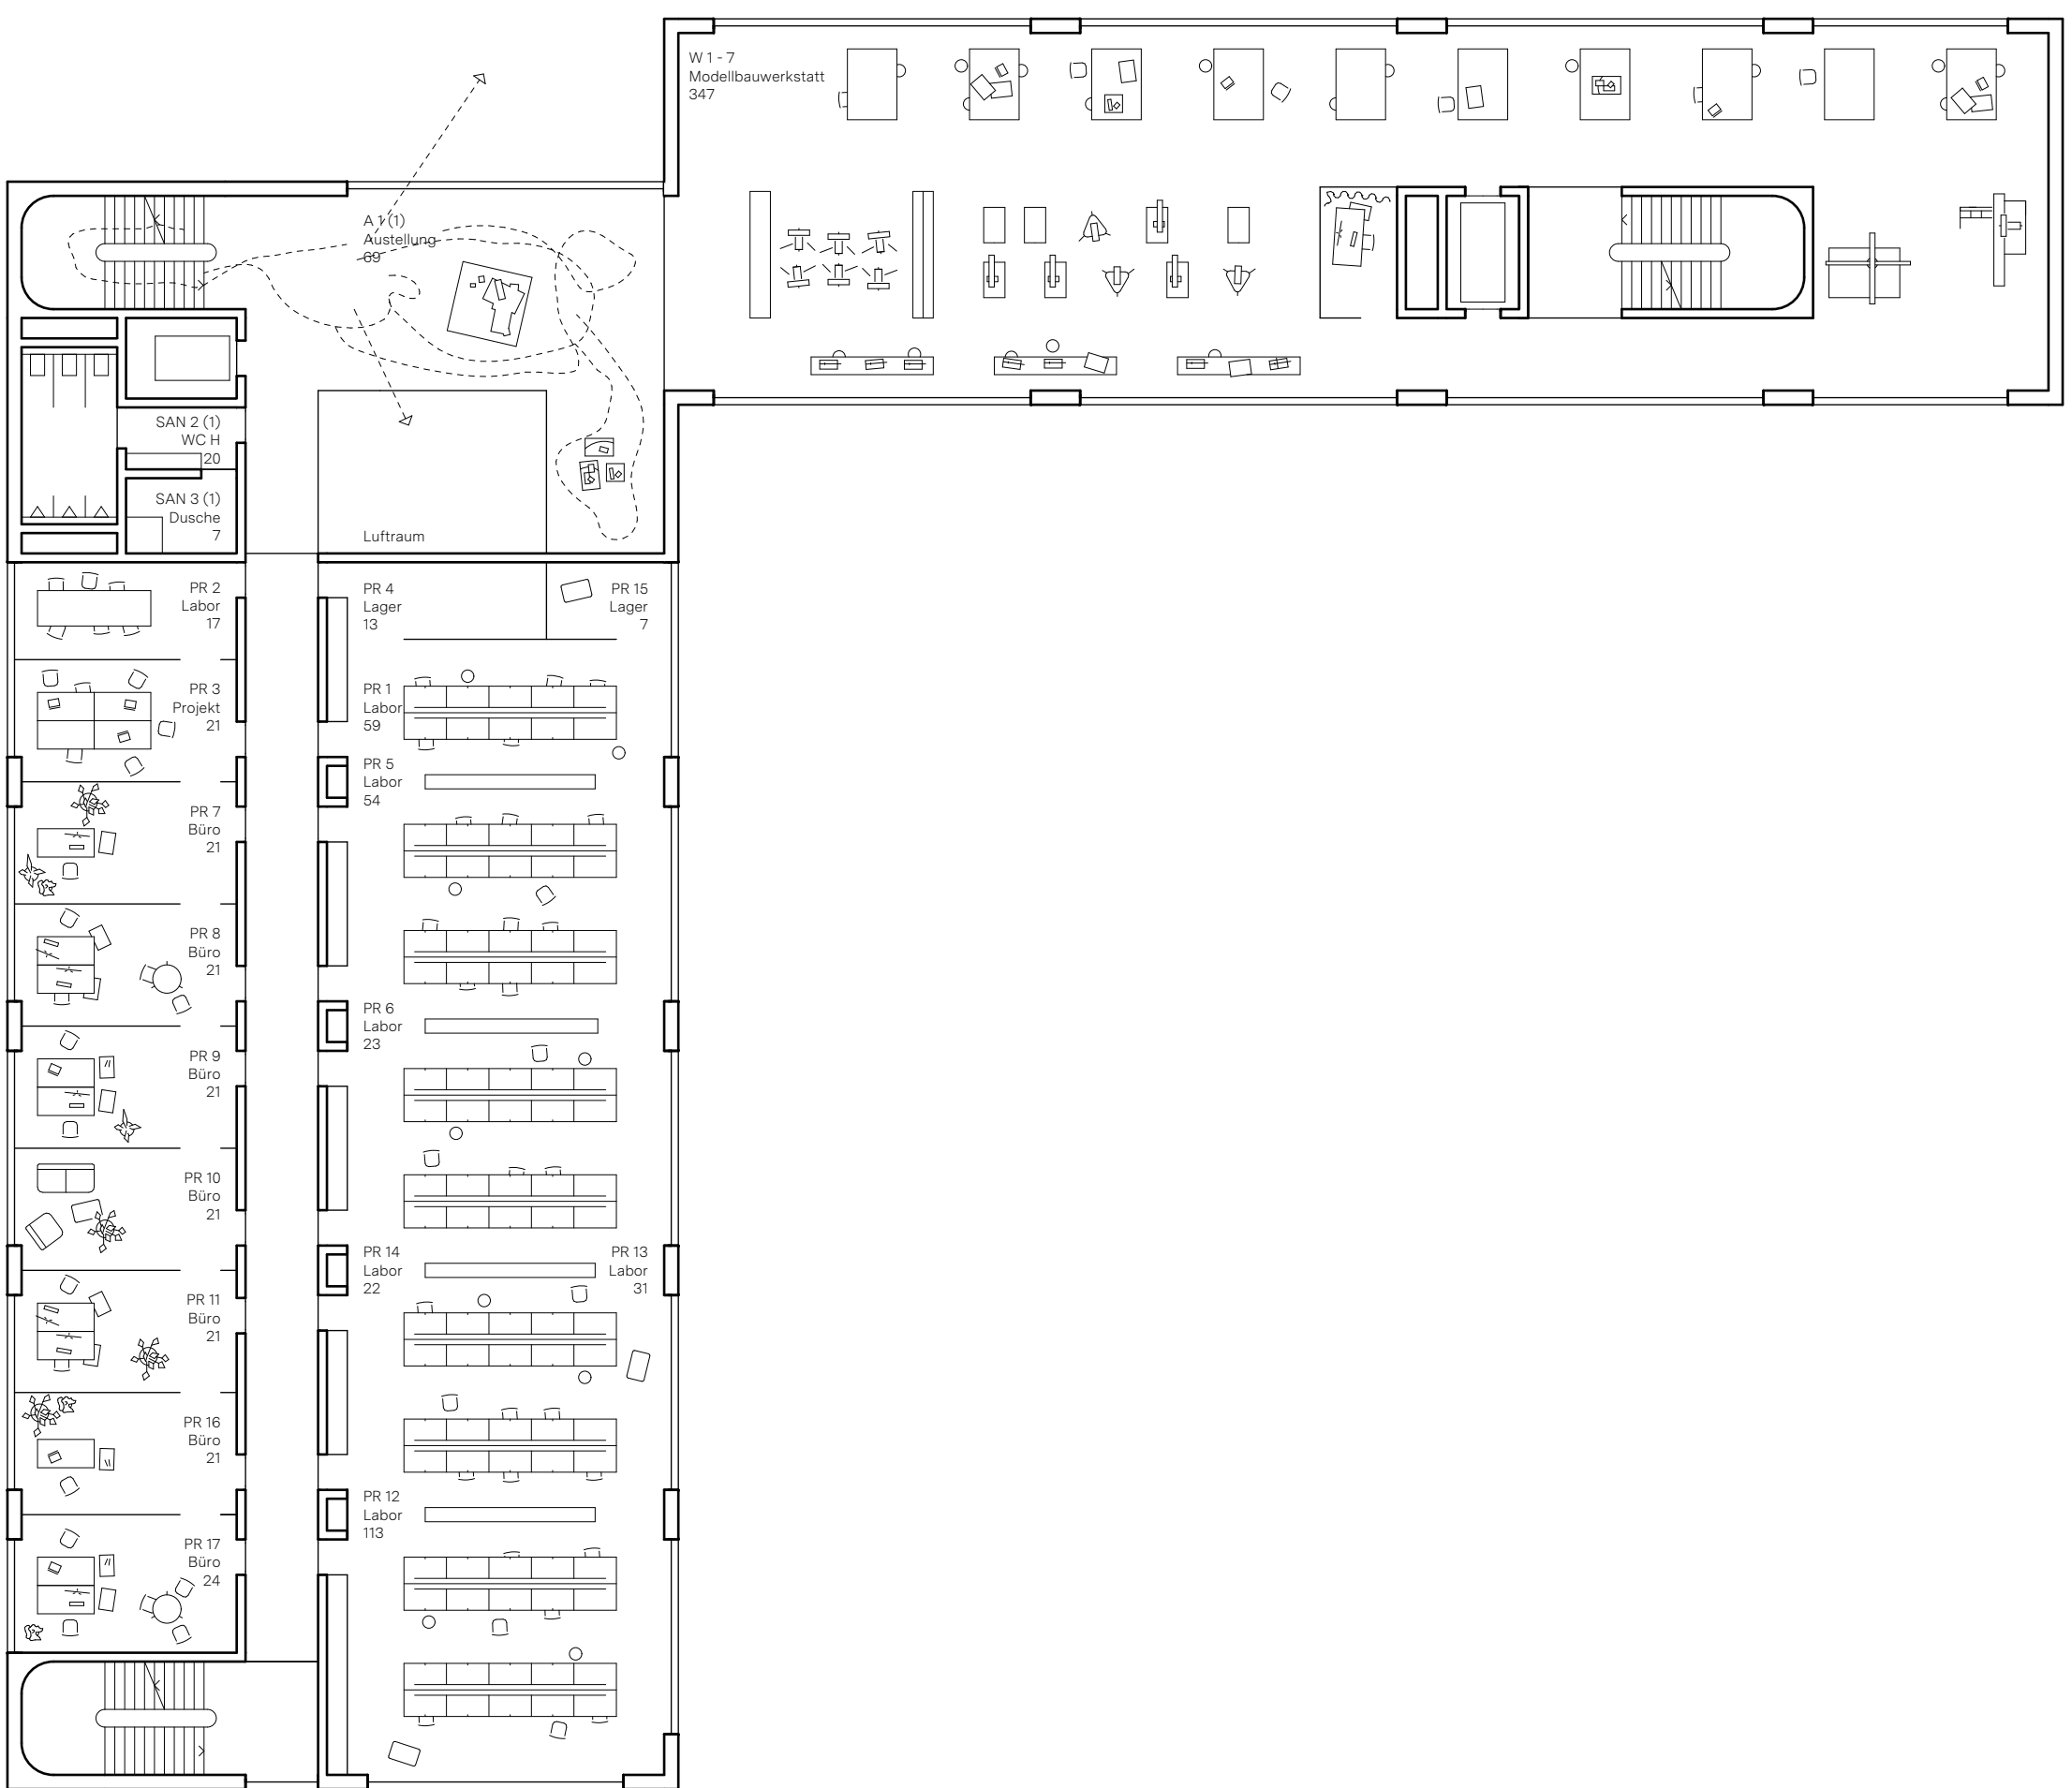 W 1 - 7
Modellbauwerkstatt
347
A 1 (1)
Austellung
69
SAN 2 (1)
WC H
20
SAN 3 (1)
Dusche
7
Luftraum
PR 2
Labor
17
PR 4
Lager
13
PR 15
Lager
7
PR 3
Projekt
21
PR 1
Labor
59
PR 5
Labor
54
PR 7
Büro
21
PR 8
Büro
21
PR 6
Labor
23
PR 9
Büro
21
PR 10
Büro
21
PR 14
Labor
22
PR 13
Labor
31
PR 11
Büro
21
PR 16
Büro
21
PR 12
Labor
113
PR 17
Büro
24